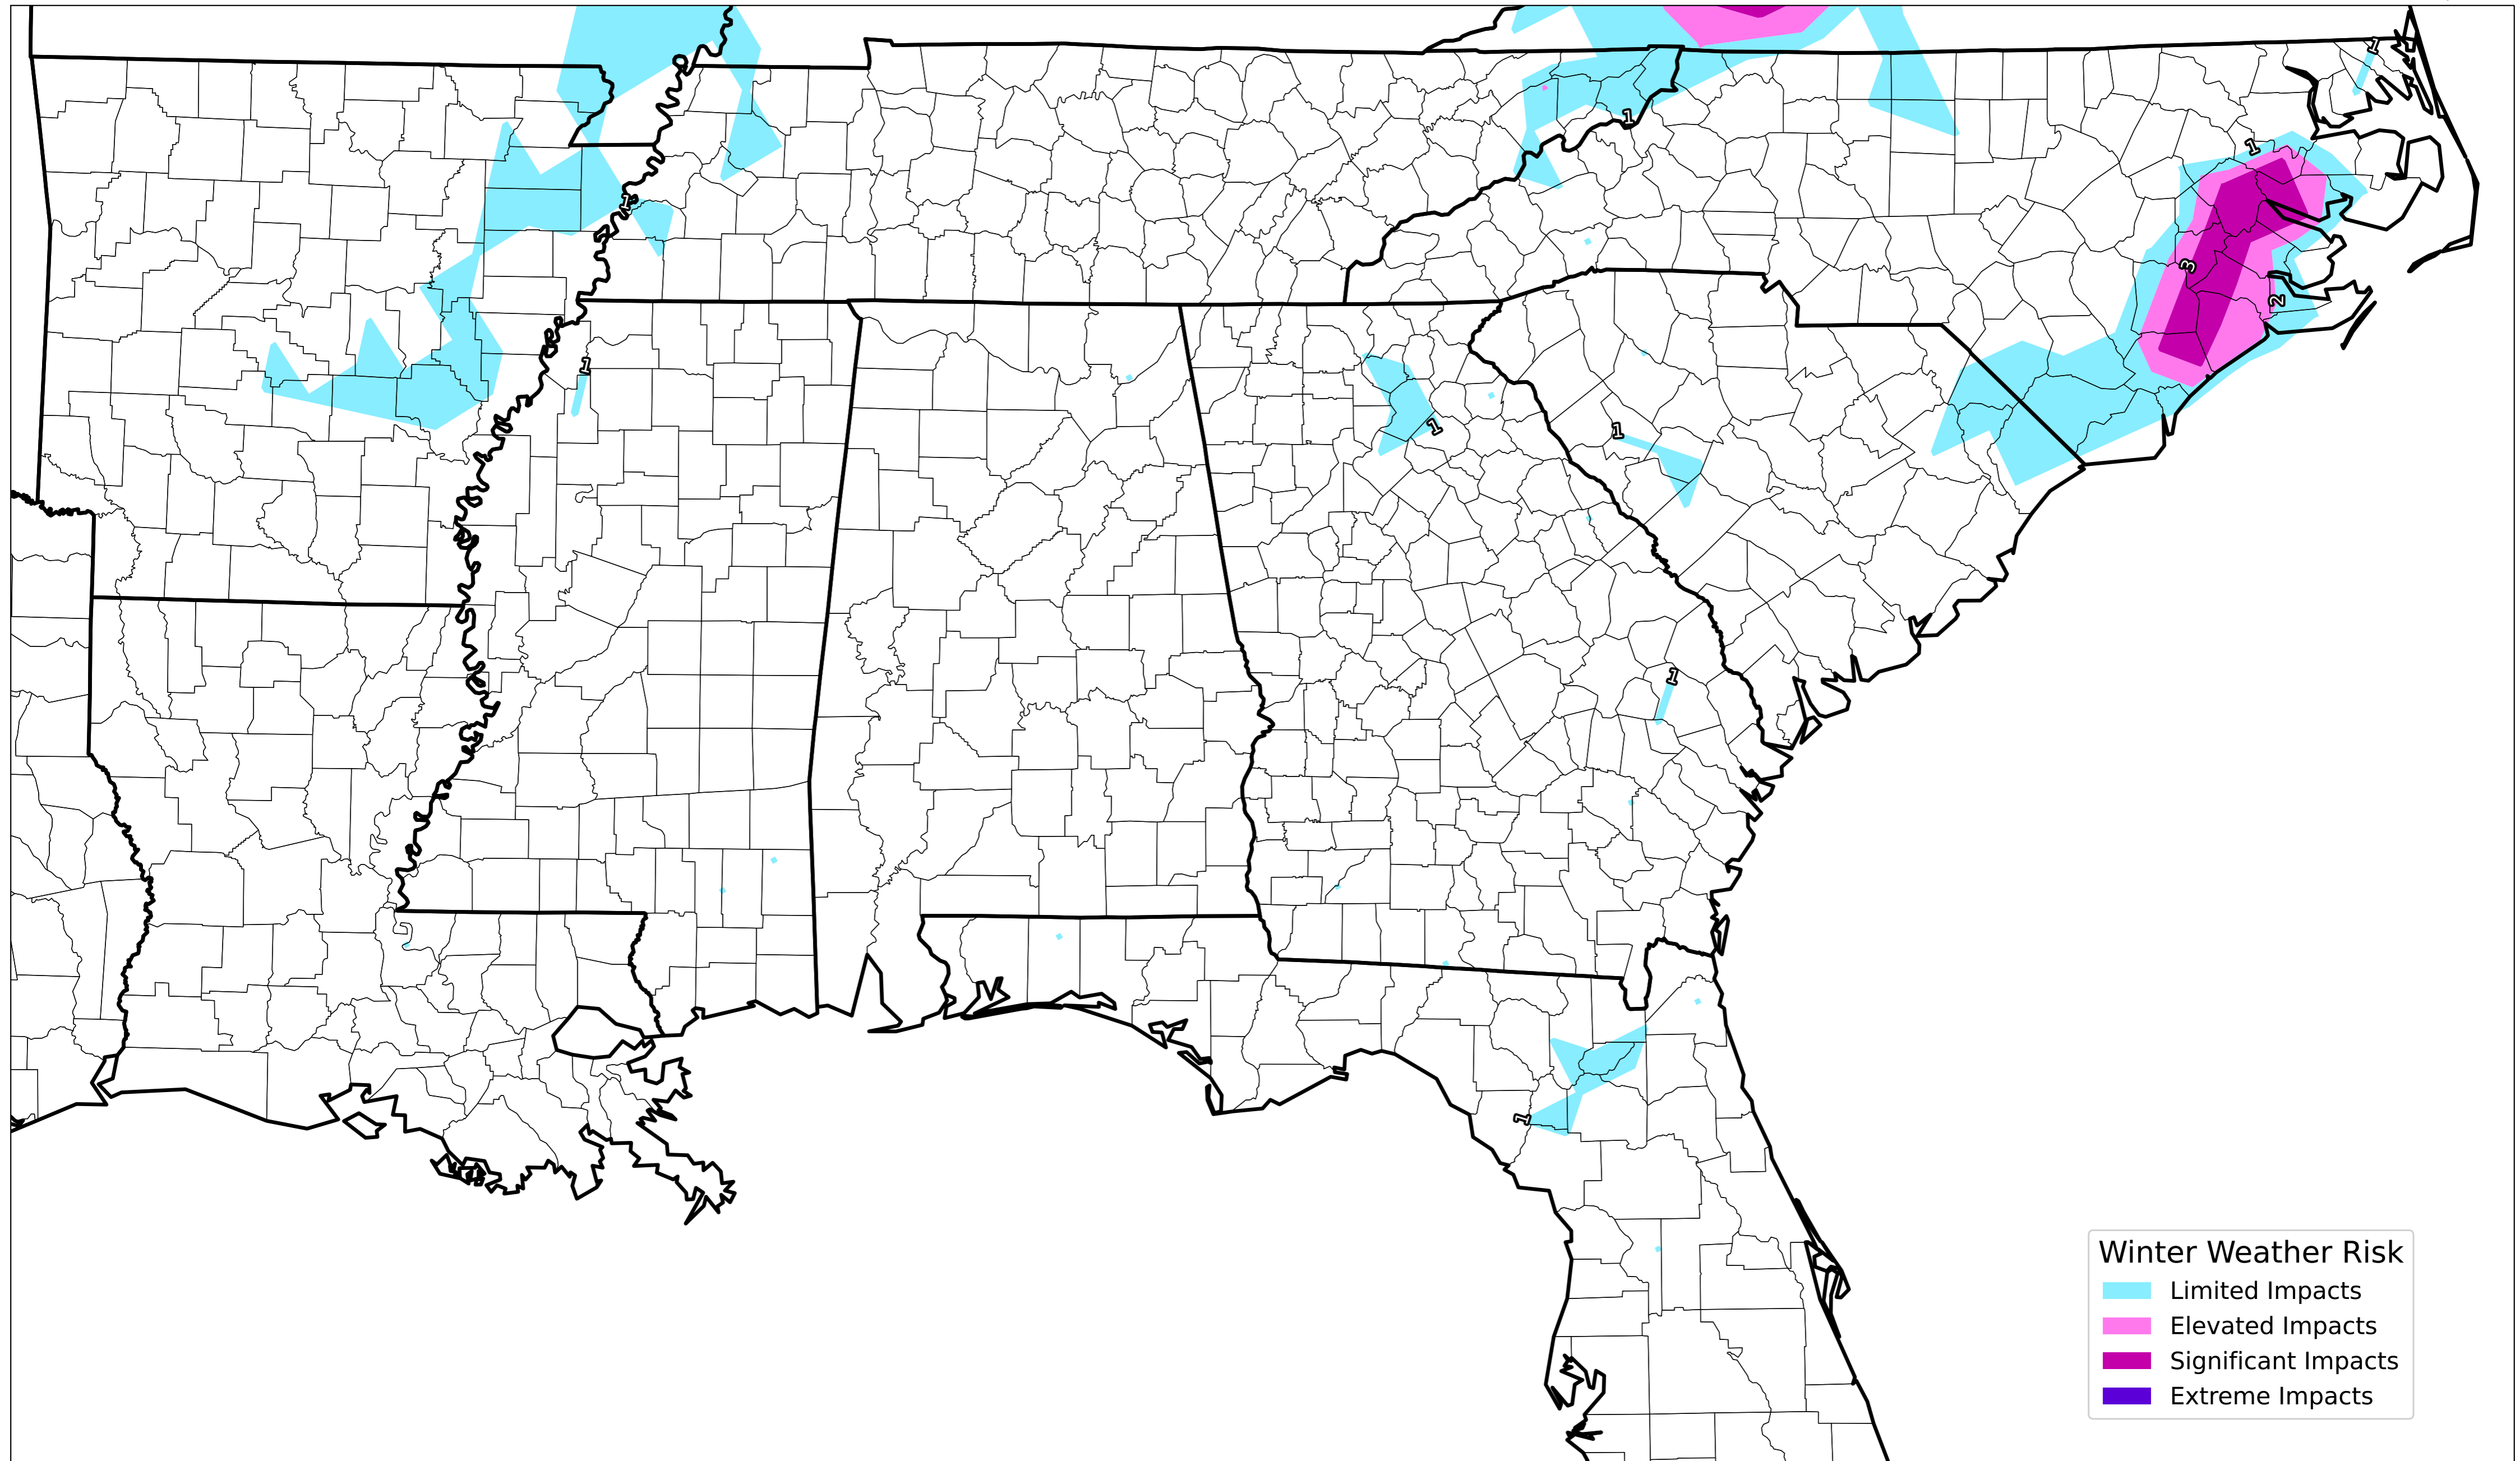 1
1
1
1
3
2
1
1
1
1
1
1
Winter Weather Risk
Limited Impacts
Elevated Impacts
Significant Impacts
Extreme Impacts